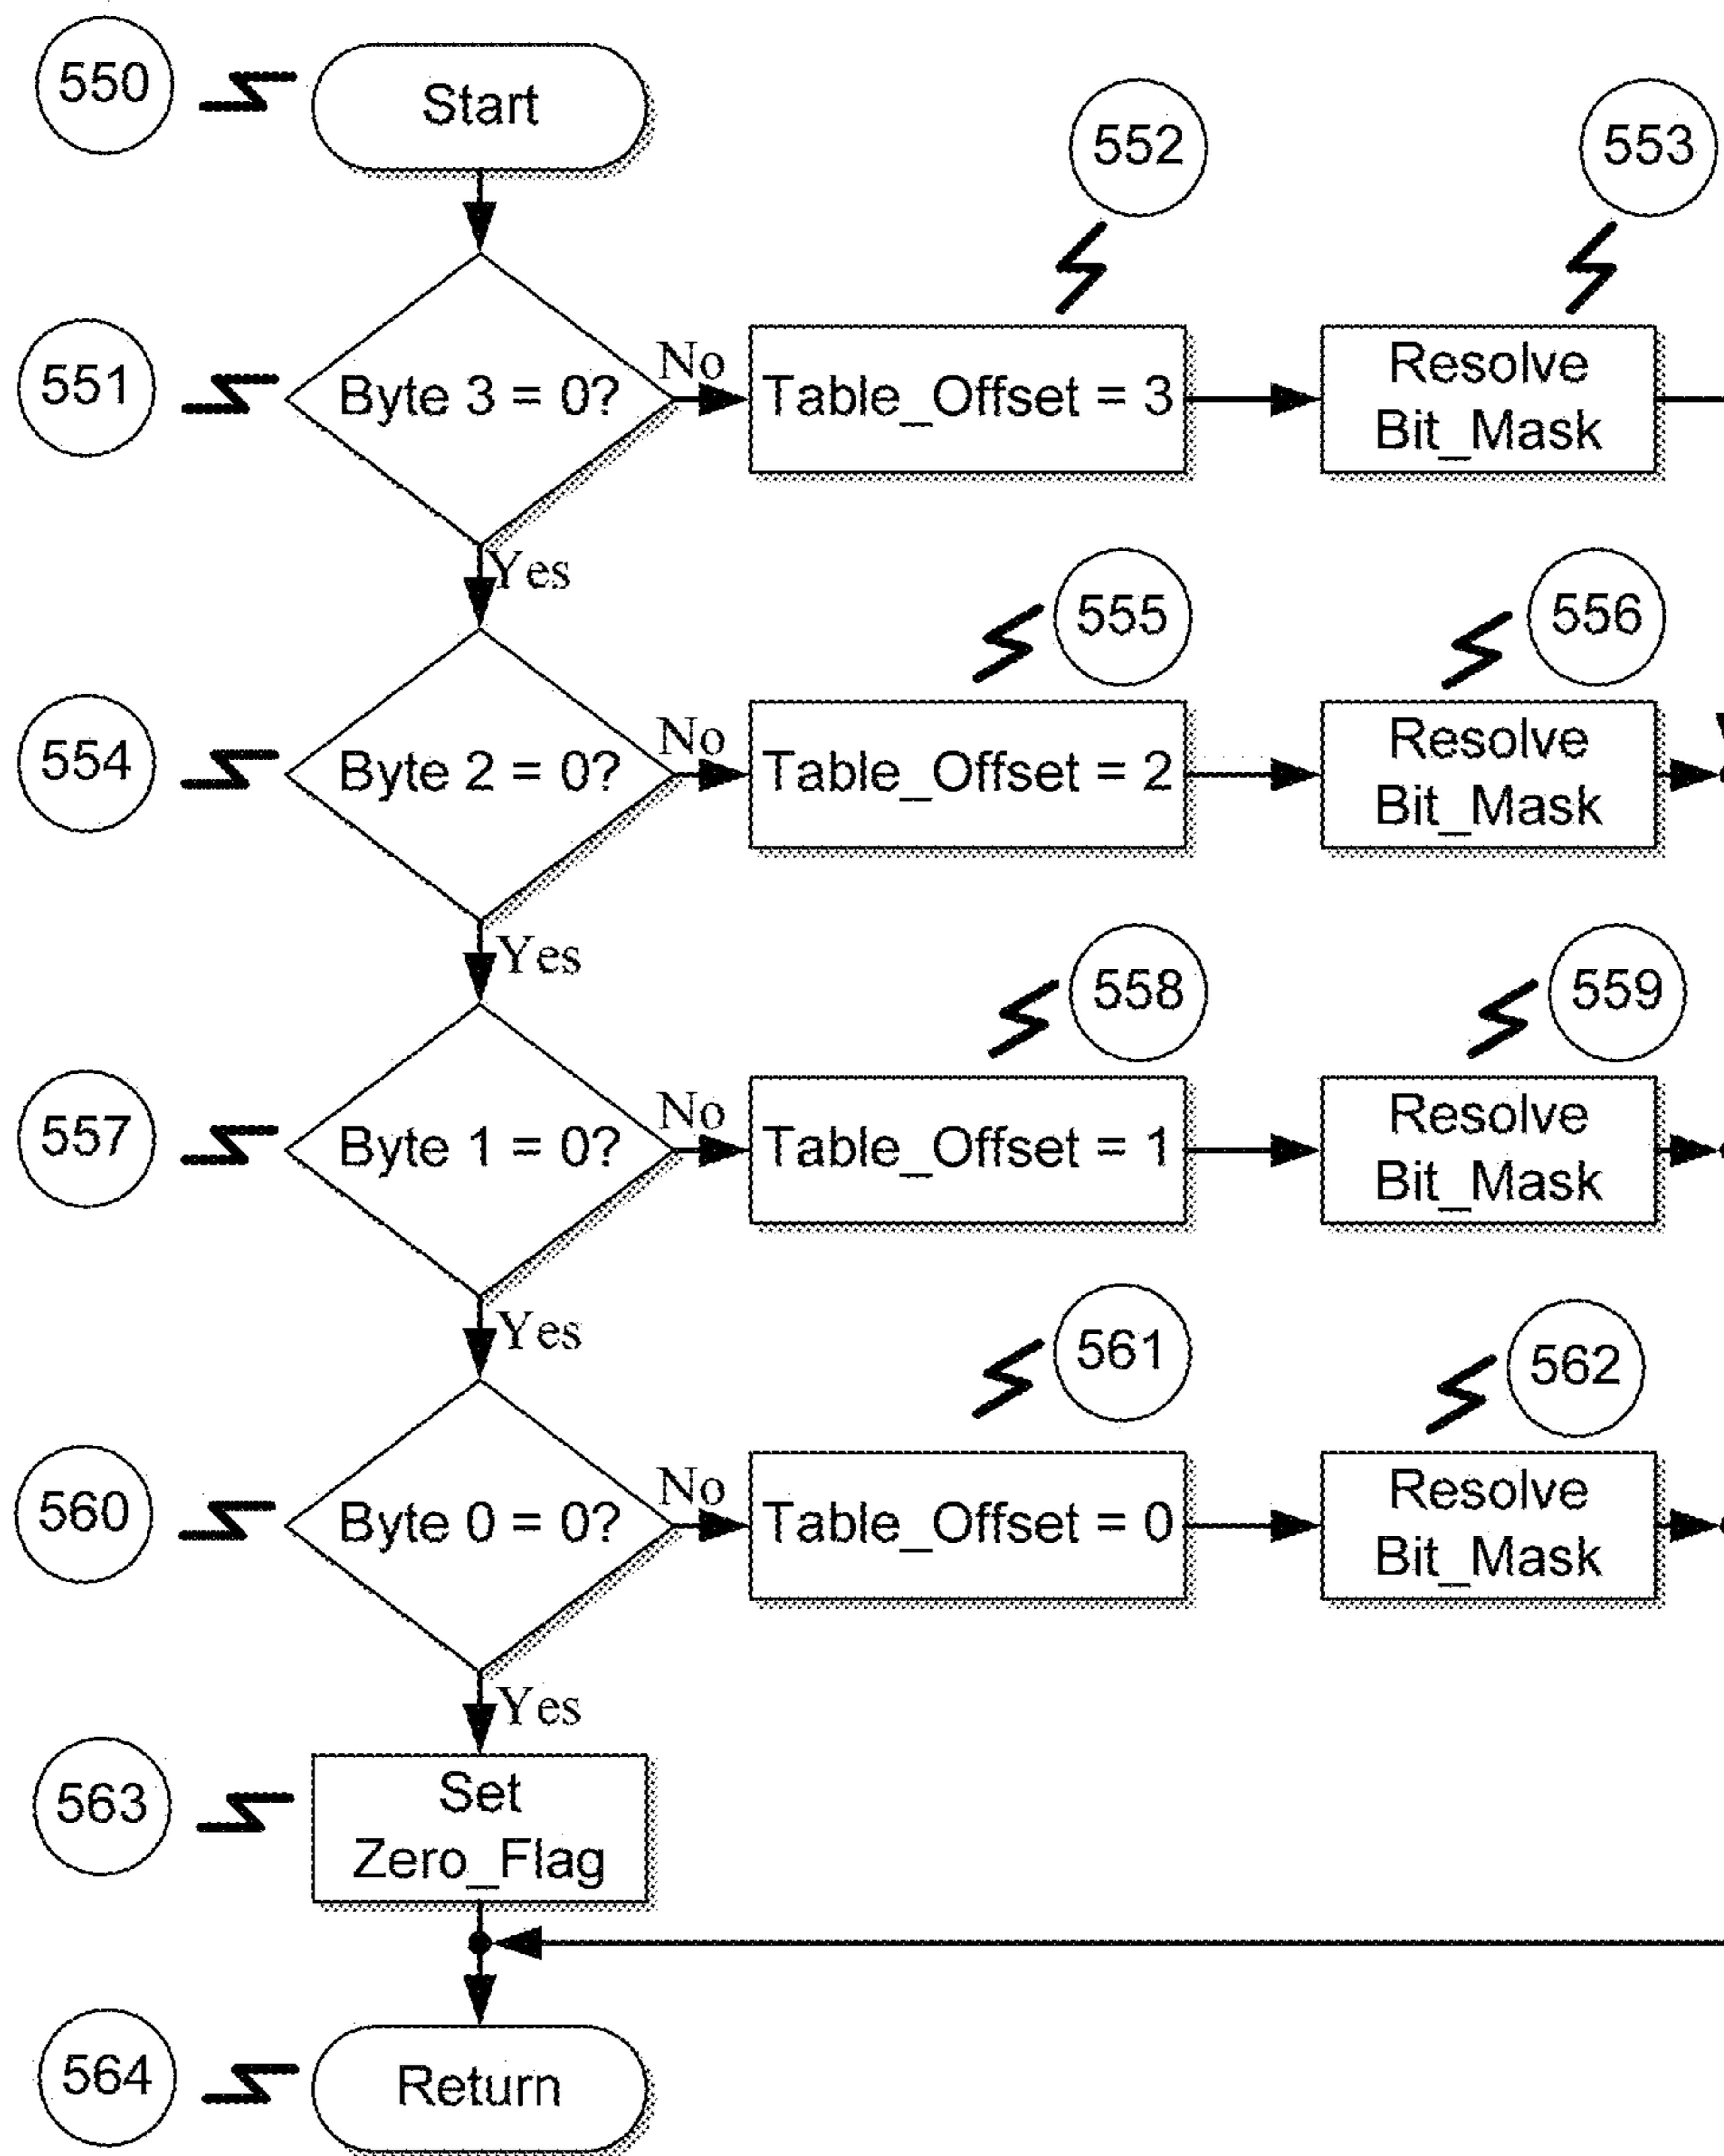 550
Start
552
553
551
Byte 3 = 0?
No
Table_Offset = 3
Resolve
Bit_Mask
Yes
555
556
554
Byte 2 = 0?
No
Table_Offset = 2
Resolve
Bit_Mask
Yes
558
559
557
Byte 1 = 0?
No
Table_Offset = 1
Resolve
Bit_Mask
Yes
561
562
560
Byte 0 = 0?
No
Table_Offset = 0
Resolve
Bit_Mask
Yes
563
Set
Zero_Flag
564
Return